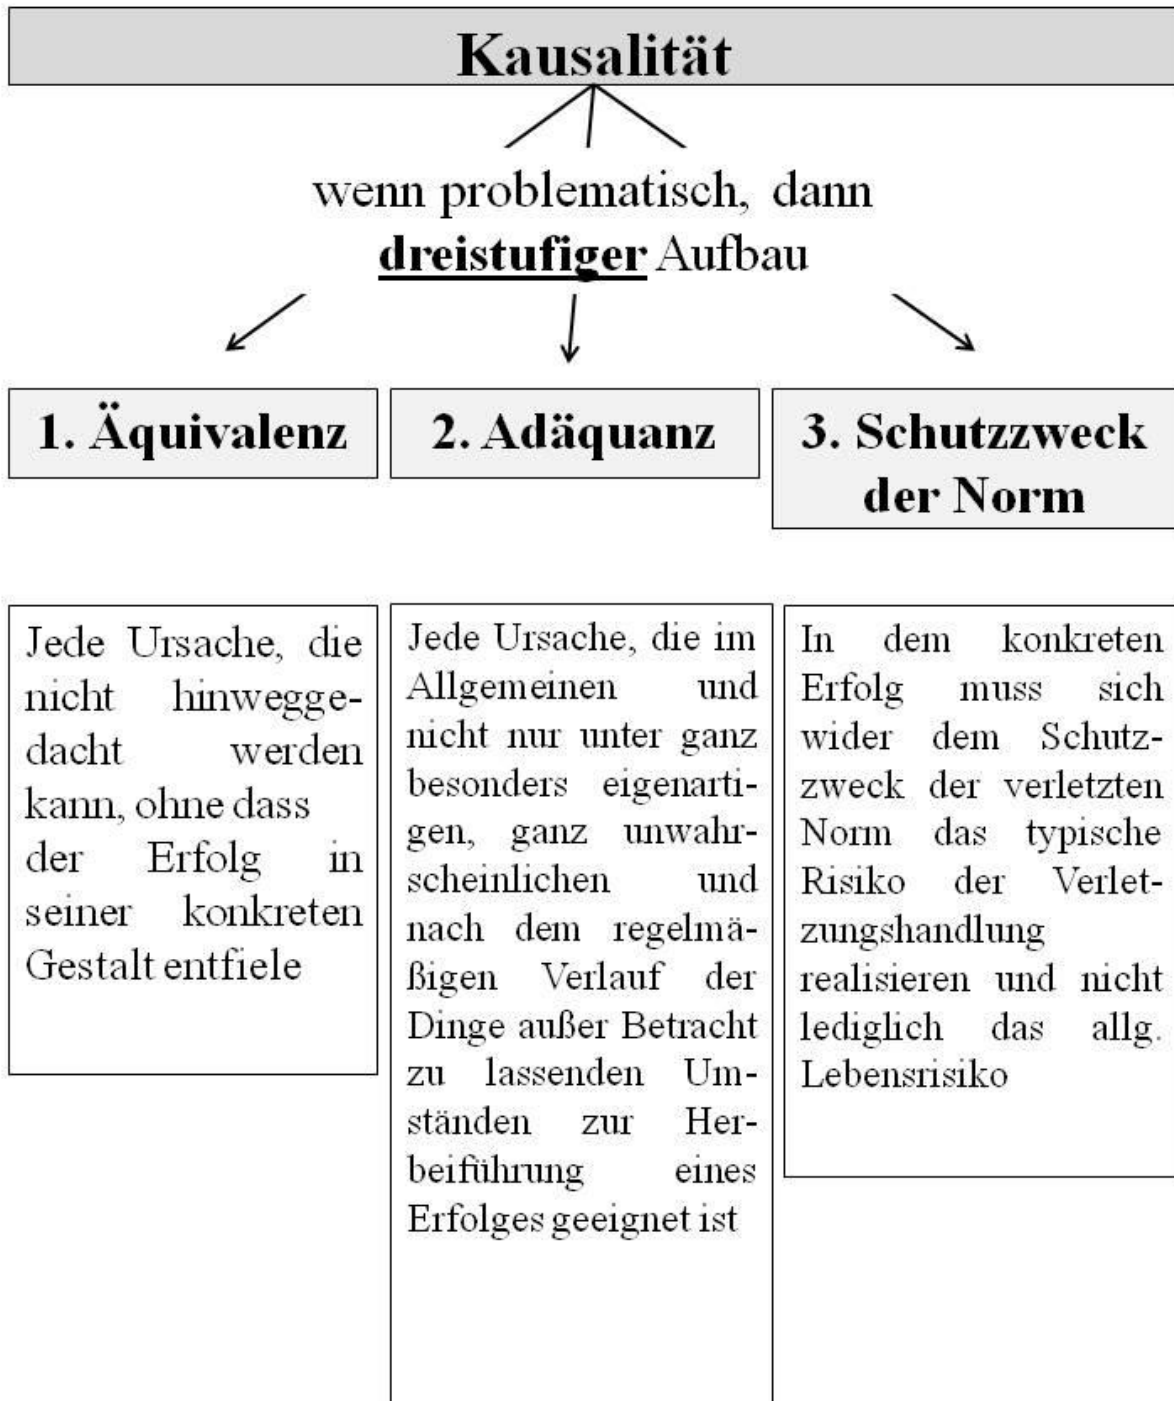 Kausalität
wenn problematisch, dann
dreistufiger Aufbau
1. Äquivalenz
2. Adäquanz
3. Schutzzweck
der Norm
Jede Ursache, die
nicht hinwegge-
dacht werden
kann, ohne dass
der Erfolg in
seiner konkreten
Gestalt entfiele
Jede Ursache, die im
Allgemeinen und
nicht nur unter ganz
besonders eigenarti-
gen, ganz unwahr-
scheinlichen und
nach dem regelmä-
ßigen Verlauf der
Dinge außer Betracht
zu lassenden Um-
ständen zur Her-
beiführung eines
Erfolges geeignet ist
In dem konkreten
Erfolg muss sich
wider dem Schutz-
zweck der verletzten
Norm das typische
Risiko der Verlet-
zungshandlung
realisieren und nicht
lediglich das allg.
Lebensrisiko